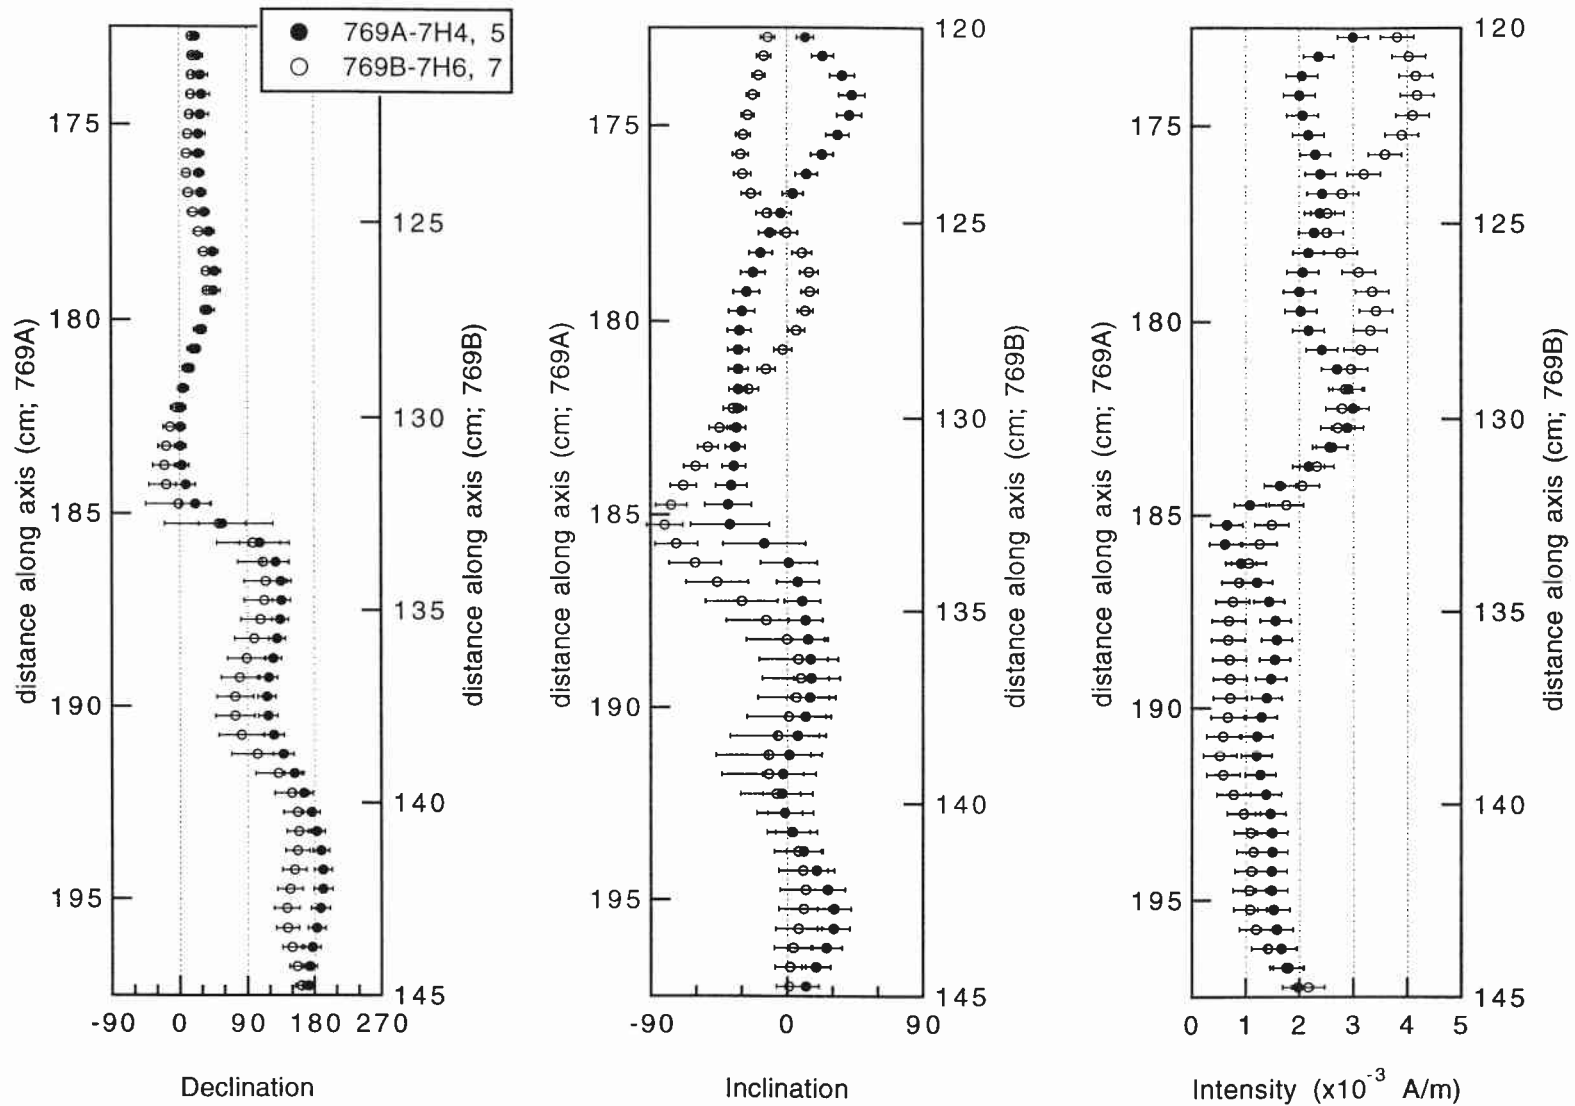 769A-7H4, 5
769B-7H6, 7
distance along axis (cm; 769A)
175
180
185
190
195
125
130
135
140
145
distance along axis (cm; 769B)
-90 0 90 180 270
Declination
distance along axis (cm; 769A)
175
180
185
190
195
120
125
130
135
140
145
distance along axis (cm; 769B)
-90 0 90
Inclination
distance along axis (cm; 769A)
175
180
185
190
195
120
125
130
135
140
145
distance along axis (cm; 769B)
0 1 2 3 4 5
Intensity (x10⁻³ A/m)